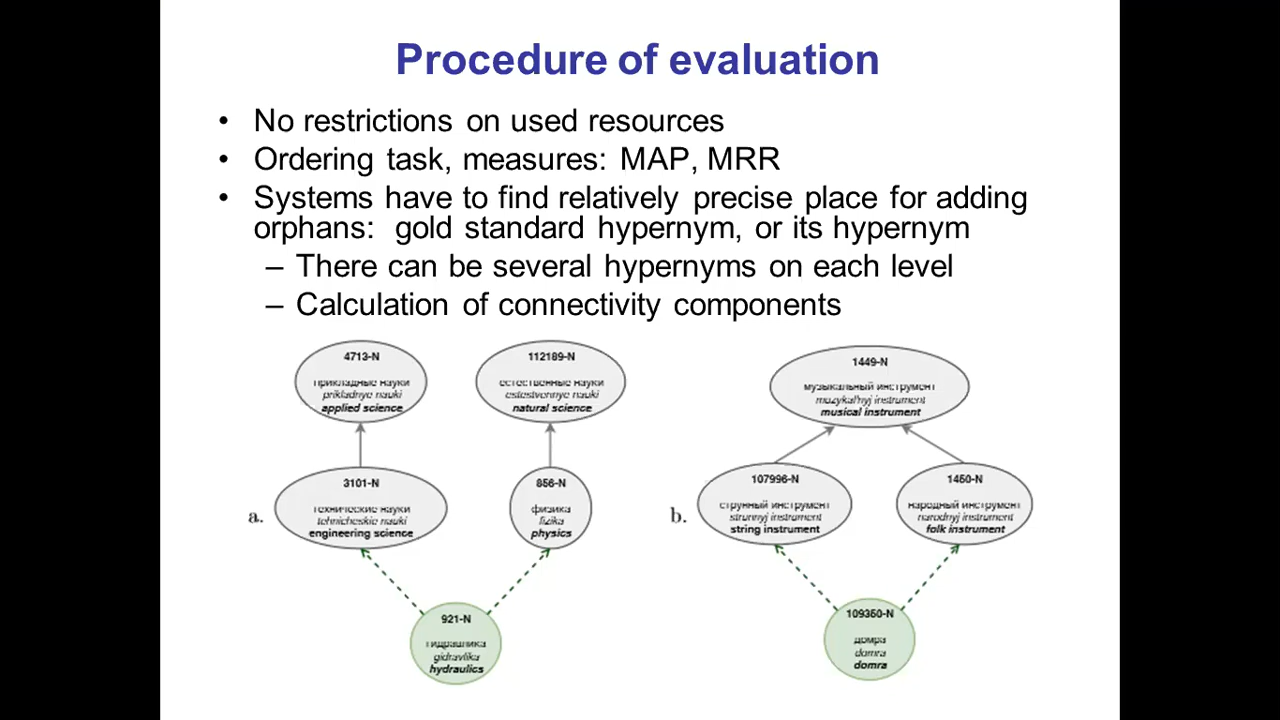 Procedure of evaluation
• No restrictions on used resources
• Ordering task, measures: MAP, MRR
• Systems have to find relatively precise place for adding
orphans: gold standard hypernym, or its hypernym
– There can be several hypernyms on each level
– Calculation of connectivity components
a.
4713-N
прикладные науки
prikladnye nauki
applied science
112189-N
естественные науки
estestvennye nauki
natural science
3101-N
технические науки
tehnicheskie nauki
engineering science
856-N
физика
fizika
physics
921-N
гидравлика
gidravlika
hydraulics
b.
1449-N
музыкальный инструмент
muzykal'nyj instrument
musical instrument
107996-N
струнный инструмент
strunnyj instrument
string instrument
1450-N
народный инструмент
narodnyj instrument
folk instrument
109350-N
домра
domra
domra